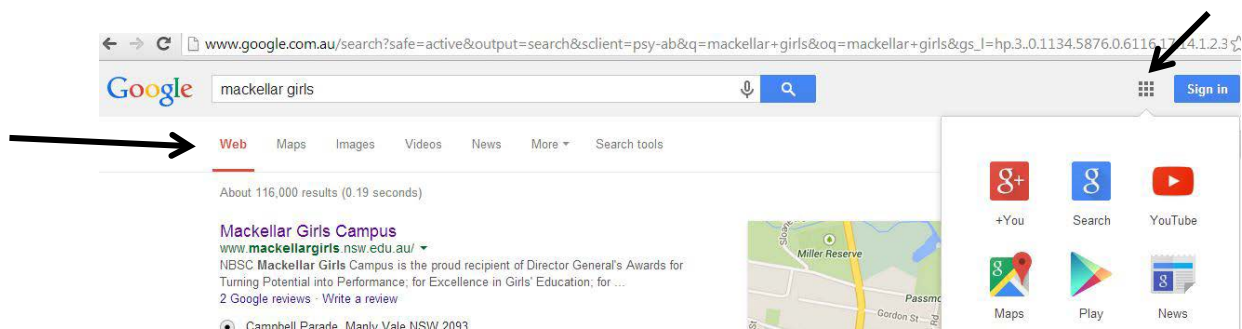 www.google.com.au/search?safe=active&output=search&sclient=psy-ab&q=mackellar+girls&oq=mackellar+girls&gs_l=hp.3..0.1134.5876.0.6116.17.14.1.2.3
Google mackellar girls Sign in
Web Maps Images Videos News More Search tools
About 116,000 results (0.19 seconds)
Mackellar Girls Campus
www.mackellargirls.nsw.edu.au/
NBSC Mackellar Girls Campus is the proud recipient of Director General's Awards for
Turning Potential into Performance; for Excellence in Girls' Education; for ...
2 Google reviews · Write a review
Campbell Parade, Manly Vale NSW 2093
Miller Reserve
Gordon St
g+ g
+You Search YouTube
g g
Maps Play News